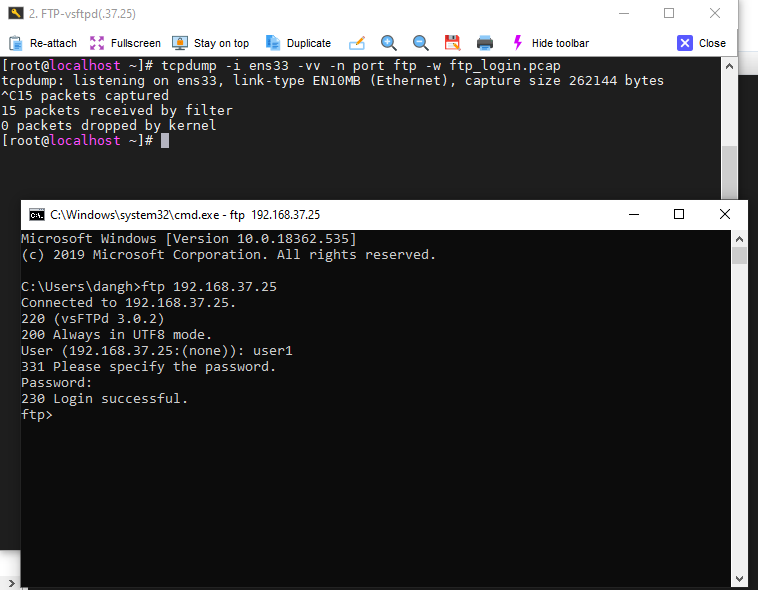 2. FTP-vsftpd(.37.25)
Re-attach Fullscreen Stay on top Duplicate Hide toolbar Close
[root@localhost ~]# tcpdump -i ens33 -vv -n port ftp -w ftp_login.pcap
tcpdump: listening on ens33, link-type EN10MB (Ethernet), capture size 262144 bytes
^C15 packets captured
15 packets received by filter
0 packets dropped by kernel
[root@localhost ~]#
C:\Windows\system32\cmd.exe - ftp 192.168.37.25
Microsoft Windows [Version 10.0.18362.535]
(c) 2019 Microsoft Corporation. All rights reserved.
C:\Users\dangh>ftp 192.168.37.25
Connected to 192.168.37.25.
220 (vsFTPd 3.0.2)
200 Always in UTF8 mode.
User (192.168.37.25:(none)): user1
331 Please specify the password.
Password:
230 Login successful.
ftp>